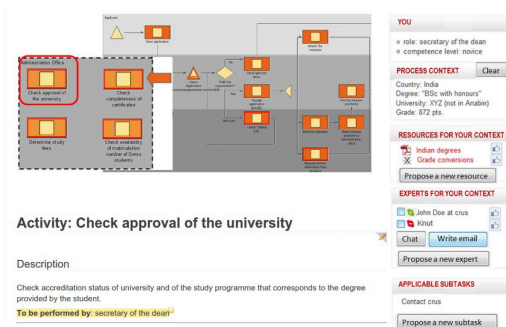 Applicant
Send application
Administration Office
Check approval of
the university
Check
completeness of
certificates
Determine study
fees
Check availability
of matriculation
number of Swiss
students
Activity: Check approval of the university
Description
Check accreditation status of university and of the study programme that corresponds to the degree
provided by the student.
To be performed by: secretary of the dean
YOU
role: secretary of the dean
competence level: novice
PROCESS CONTEXT
Clear
Country: India
Degree: "BSc with honours"
University: XYZ (not in Anabin)
Grade: 872 pts.
RESOURCES FOR YOUR CONTEXT
Indian degrees
Grade conversions
Propose a new resource
EXPERTS FOR YOUR CONTEXT
John Doe at crus
Knut
Chat
Write email
Propose a new expert
APPLICABLE SUBTASKS
Contact crus
Propose a new subtask